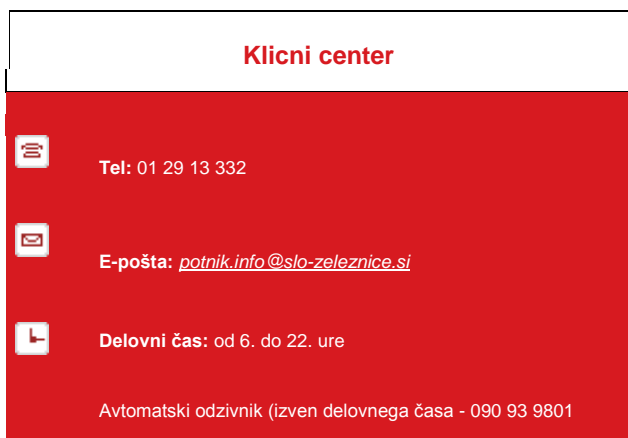 Klicni center
Tel: 01 29 13 332
E-pošta: potnik.info@slo-zeleznice.si
Delovni čas: od 6. do 22. ure
Avtomatski odzivnik (izven delovnega časa - 090 93 9801